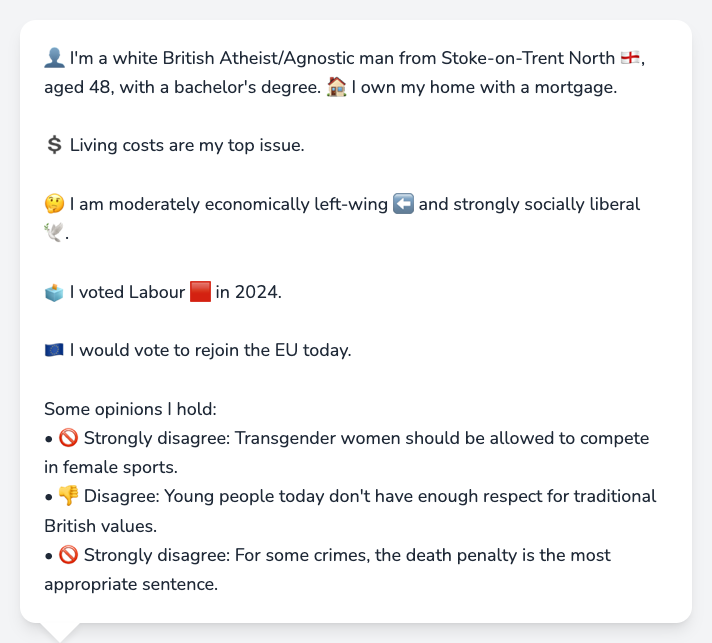 👤 I'm a white British Atheist/Agnostic man from Stoke-on-Trent North 🏴󠁧󠁢󠁥󠁮󠁧󠁿,
aged 48, with a bachelor's degree. 🏠 I own my home with a mortgage.
💲 Living costs are my top issue.
🤔 I am moderately economically left-wing ⬅️ and strongly socially liberal
🕊️.
🗳️ I voted Labour 🟥 in 2024.
🇪🇺 I would vote to rejoin the EU today.
Some opinions I hold:
• 🚫 Strongly disagree: Transgender women should be allowed to compete
in female sports.
• 👎 Disagree: Young people today don't have enough respect for traditional
British values.
• 🚫 Strongly disagree: For some crimes, the death penalty is the most
appropriate sentence.